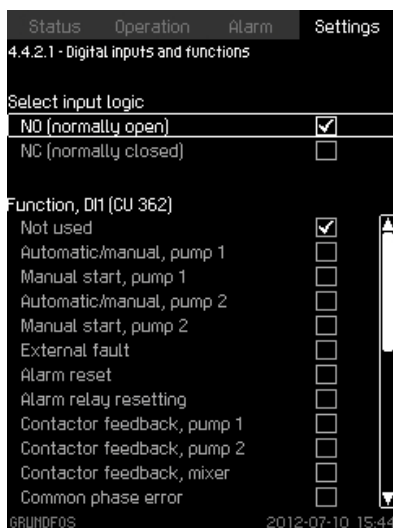 Status Operation Alarm Settings
4.4.2.1 - Digital inputs and functions
Select input logic
NO (normally open)
NC (normally closed)
Function, DI1 (CU 362)
Not used
Automatic/manual, pump 1
Manual start, pump 1
Automatic/manual, pump 2
Manual start, pump 2
External fault
Alarm reset
Alarm relay resetting
Contactor feedback, pump 1
Contactor feedback, pump 2
Contactor feedback, mixer
Common phase error
GRUNDFOS 2012-07-10 15:44